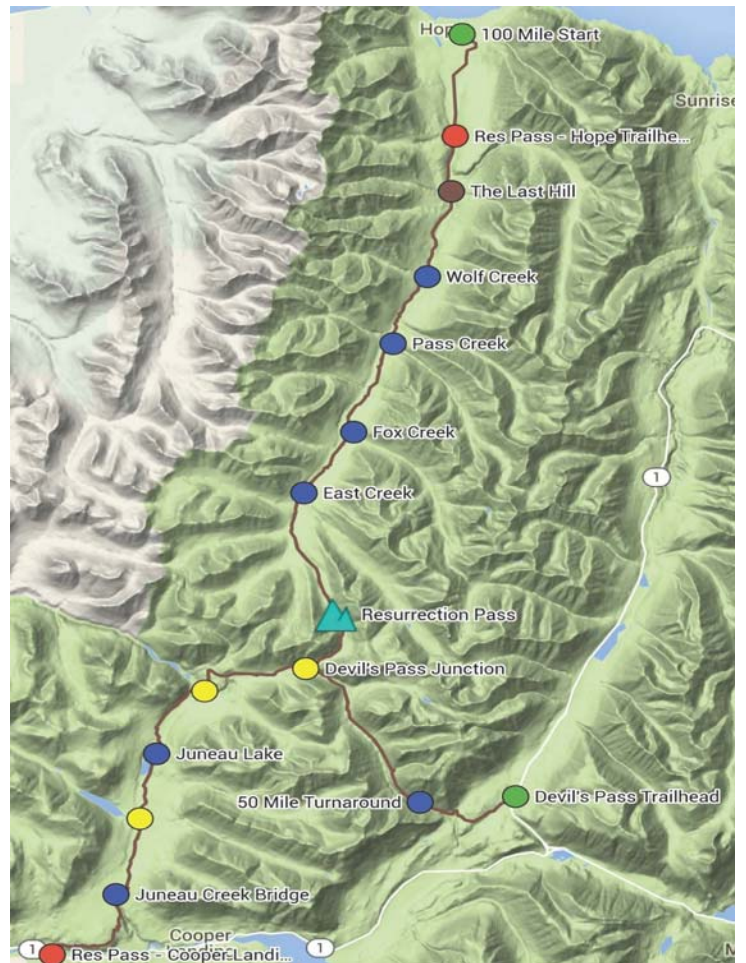 Hop
100 Mile Start
Sunrise
Res Pass - Hope Trailhe...
The Last Hill
Wolf Creek
Pass Creek
Fox Creek
1
East Creek
Resurrection Pass
Devil's Pass Junction
Juneau Lake
50 Mile Turnaround
Devil's Pass Trailhead
Juneau Creek Bridge
Cooper
1
1
Res Pass - Cooper Landi...
M